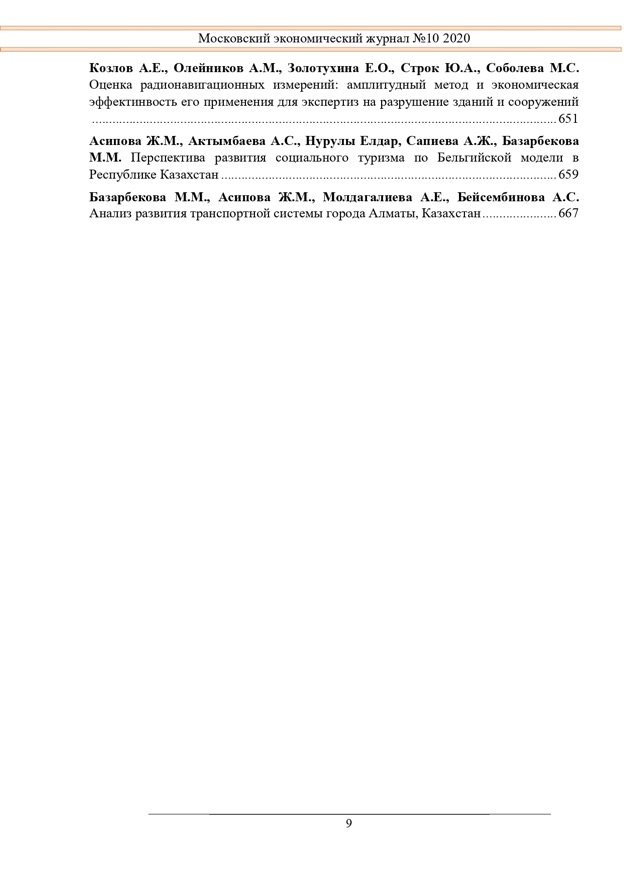 Московский экономический журнал №10 2020
Козлов А.Е., Олейников А.М., Золотухина Е.О., Строк Ю.А., Соболева М.С.
Оценка радионавигационных измерений: амплитудный метод и экономическая
эффектинвость его применения для экспертиз на разрушение зданий и сооружений
.......................................................................................................................................... 651
Асипова Ж.М., Актымбаева А.С., Нурулы Елдар, Сапиева А.Ж., Базарбекова
М.М. Перспектива развития социального туризма по Бельгийской модели в
Республике Казахстан .................................................................................................. 659
Базарбекова М.М., Асипова Ж.М., Молдагалиева А.Е., Бейсембинова А.С.
Анализ развития транспортной системы города Алматы, Казахстан...................... 667
9